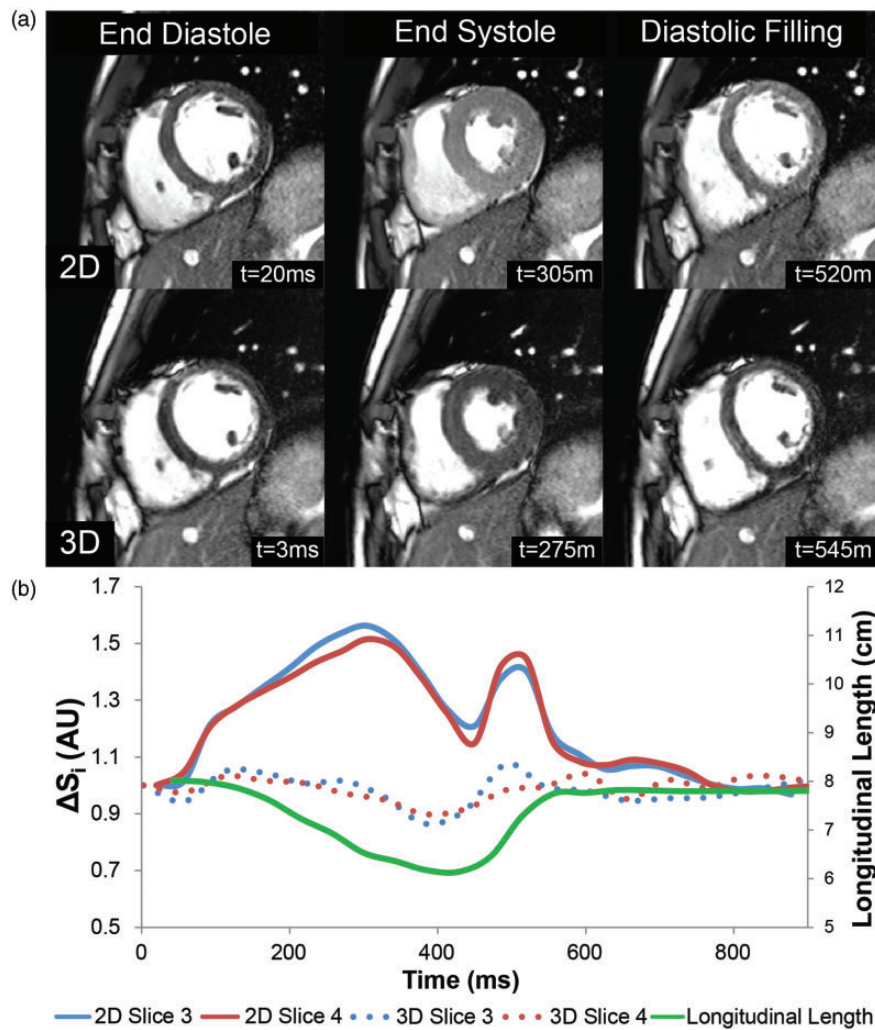 (a)
End Diastole End Systole Diastolic Filling
2D t=20ms t=305m t=520m
3D t=3ms t=275m t=545m
(b)
1.7
1.5
1.3
1.1
0.9
0.7
0.5
ΔSi (AU)
12
11
10
9
8
7
6
5
Longitudinal Length (cm)
0 200 400 600 800
Time (ms)
2D Slice 3 2D Slice 4 3D Slice 3 3D Slice 4 Longitudinal Length